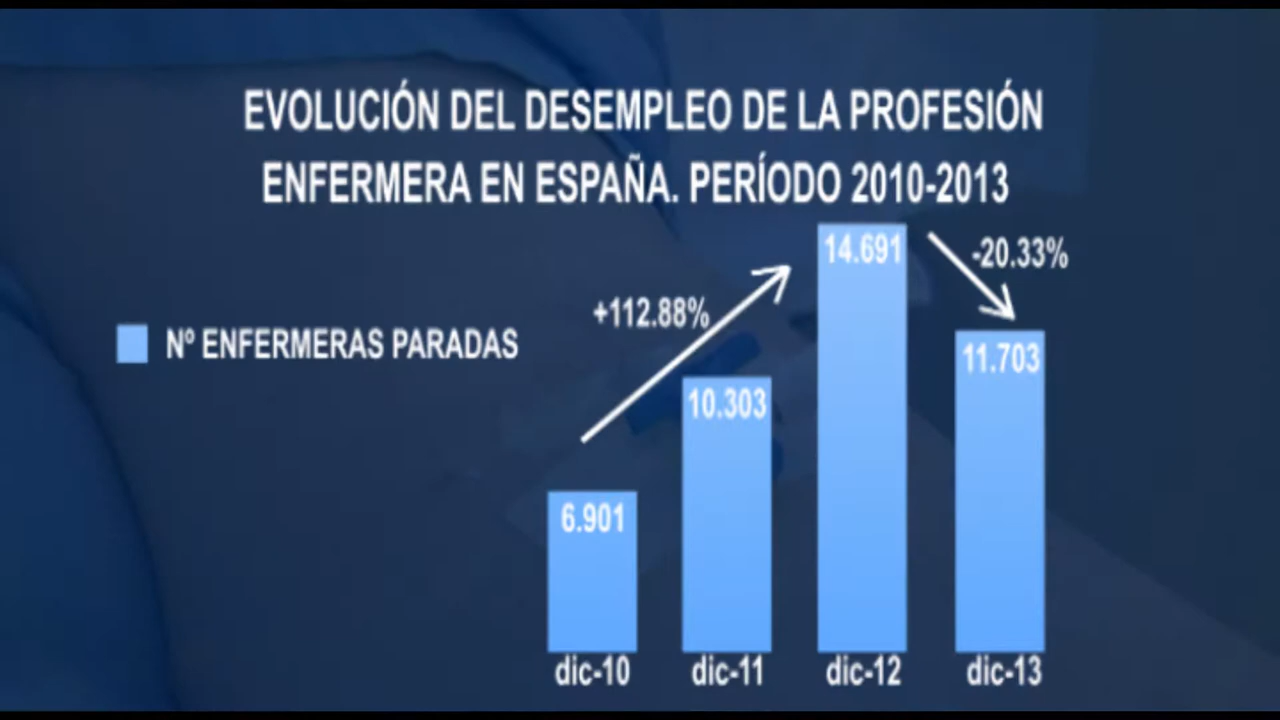 EVOLUCIÓN DEL DESEMPLEO DE LA PROFESIÓN
ENFERMERA EN ESPAÑA. PERÍODO 2010-2013
14.691
-20.33%
+112.88%
Nº ENFERMERAS PARADAS
11.703
10.303
6.901
dic-10 dic-11 dic-12 dic-13